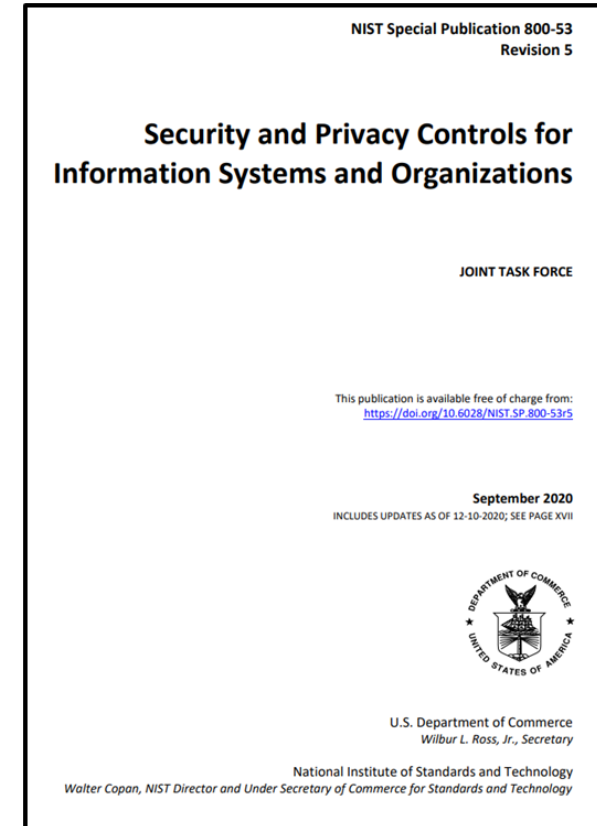 NIST Special Publication 800-53
Revision 5
Security and Privacy Controls for
Information Systems and Organizations
JOINT TASK FORCE
This publication is available free of charge from:
https://doi.org/10.6028/NIST.SP.800-53r5
September 2020
INCLUDES UPDATES AS OF 12-10-2020; SEE PAGE XVII
DEPARTMENT OF COMMERCE
UNITED STATES OF AMERICA
U.S. Department of Commerce
Wilbur L. Ross, Jr., Secretary
National Institute of Standards and Technology
Walter Copan, NIST Director and Under Secretary of Commerce for Standards and Technology